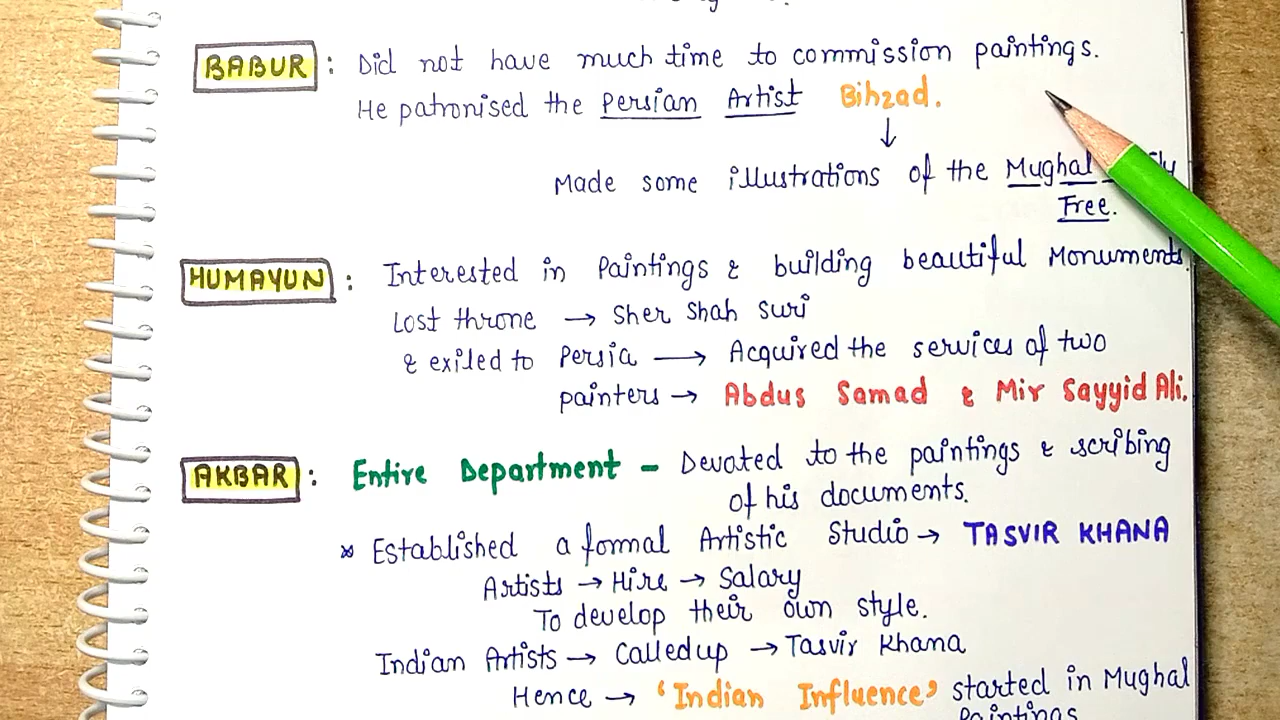 BABUR : Did not have much time to commission paintings.
He patronised the Persian Artist Bihzad.
↓
Made some illustrations of the Mughal
Free.
HUMAYUN : Interested in Paintings & building beautiful Monuments.
Lost throne → Sher Shah Suri
& exiled to Persia → Acquired the services of two
painters → Abdus Samad & Mir Sayyid Ali.
AKBAR : Entire Department - Devoted to the paintings & scribing
of his documents.
* Established a formal Artistic Studio → TASVIR KHANA
Artists → Hire → Salary
To develop their own style.
Indian Artists → Called up → Tasvir Khana
Hence → 'Indian Influence' started in Mughal
Paintings